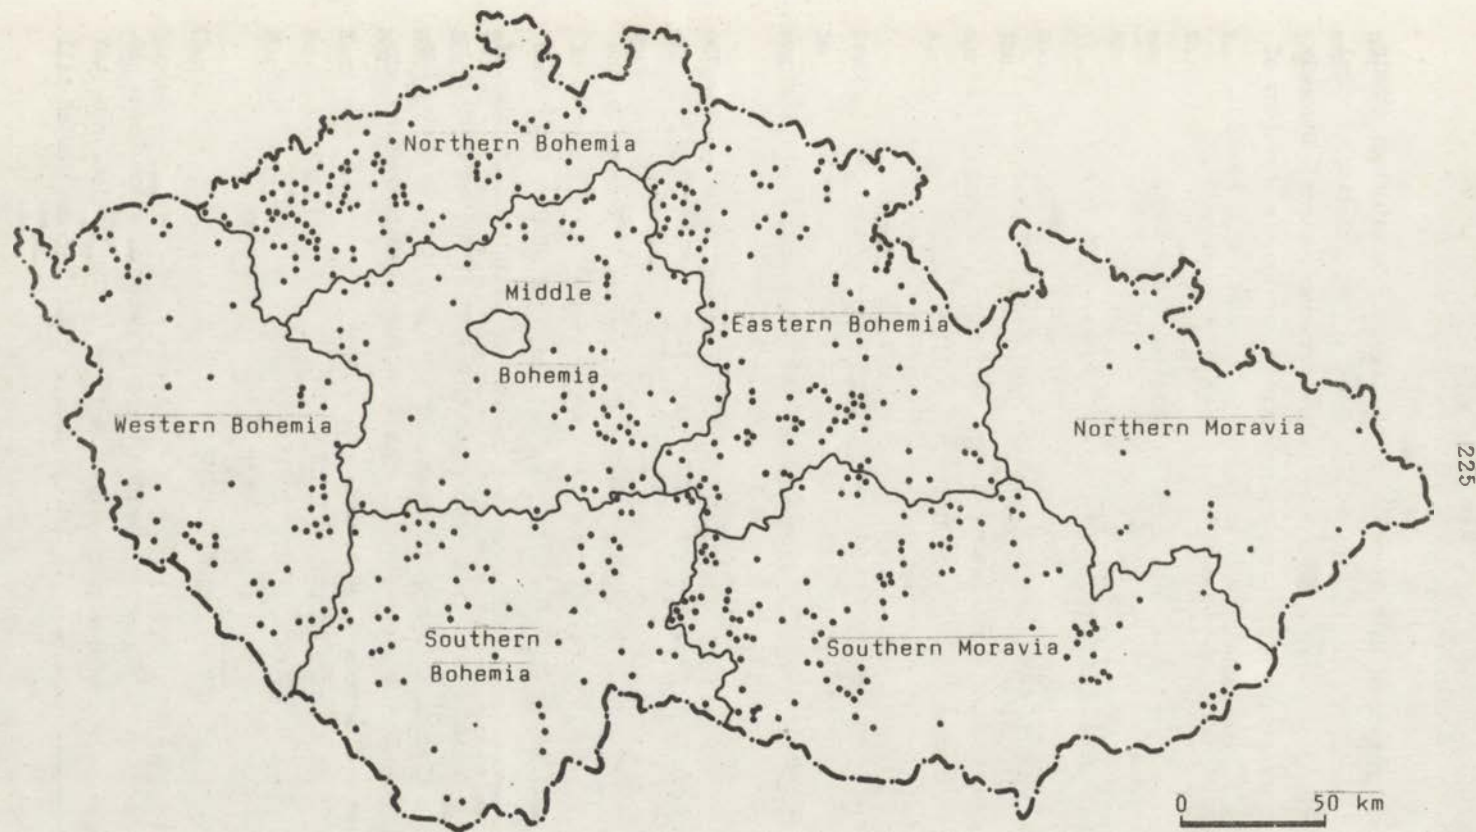 Northern Bohemia
Middle
Bohemia
Eastern Bohemia
Western Bohemia
Northern Moravia
Southern
Bohemia
Southern Moravia
0 50 km
225